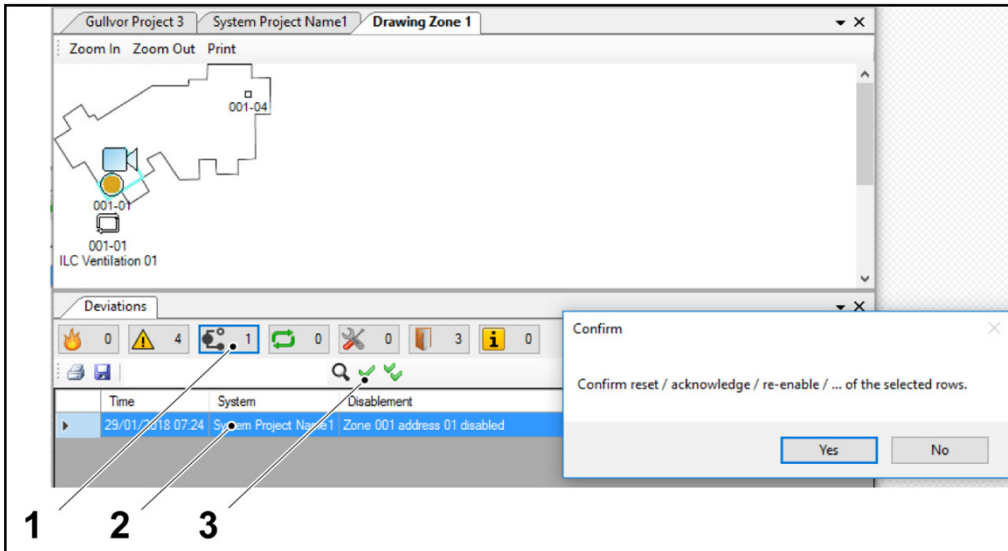 Gullvor Project 3 System Project Name1 Drawing Zone 1
Zoom In Zoom Out Print
001-04
001-01
001-01
ILC Ventilation 01
Deviations
0 4 1 0 0 3 0
Time System Disablement
29/01/2018 07:24 System Project Name1 Zone 001 address 01 disabled
Confirm
Confirm reset / acknowledge / re-enable / ... of the selected rows.
Yes No
1 2 3